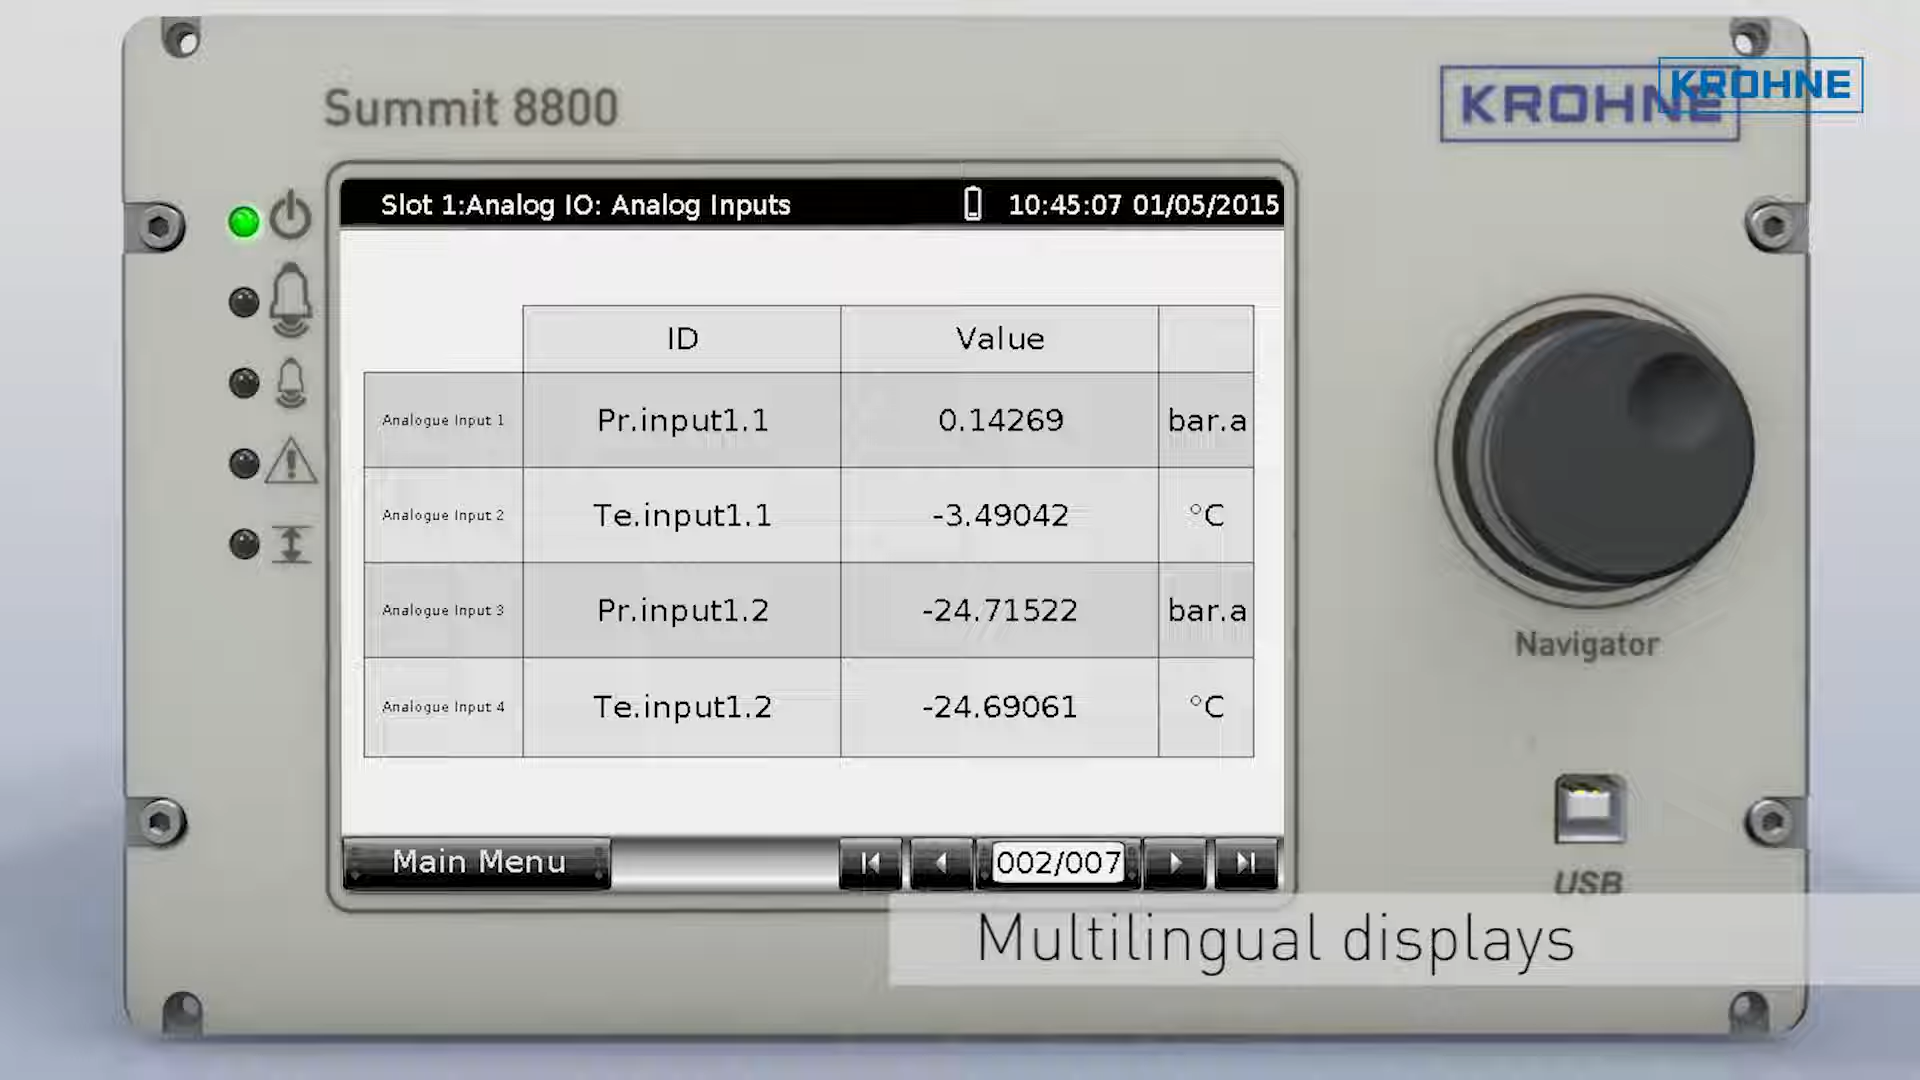 Summit 8800
KROHNE
KROHNE
Slot 1:Analog IO: Analog Inputs 10:45:07 01/05/2015
ID Value
Analogue Input 1 Pr.input1.1 0.14269 bar.a
Analogue Input 2 Te.input1.1 -3.49042 °C
Analogue Input 3 Pr.input1.2 -24.71522 bar.a
Analogue Input 4 Te.input1.2 -24.69061 °C
Navigator
Main Menu 002/007
USB
Multilingual displays